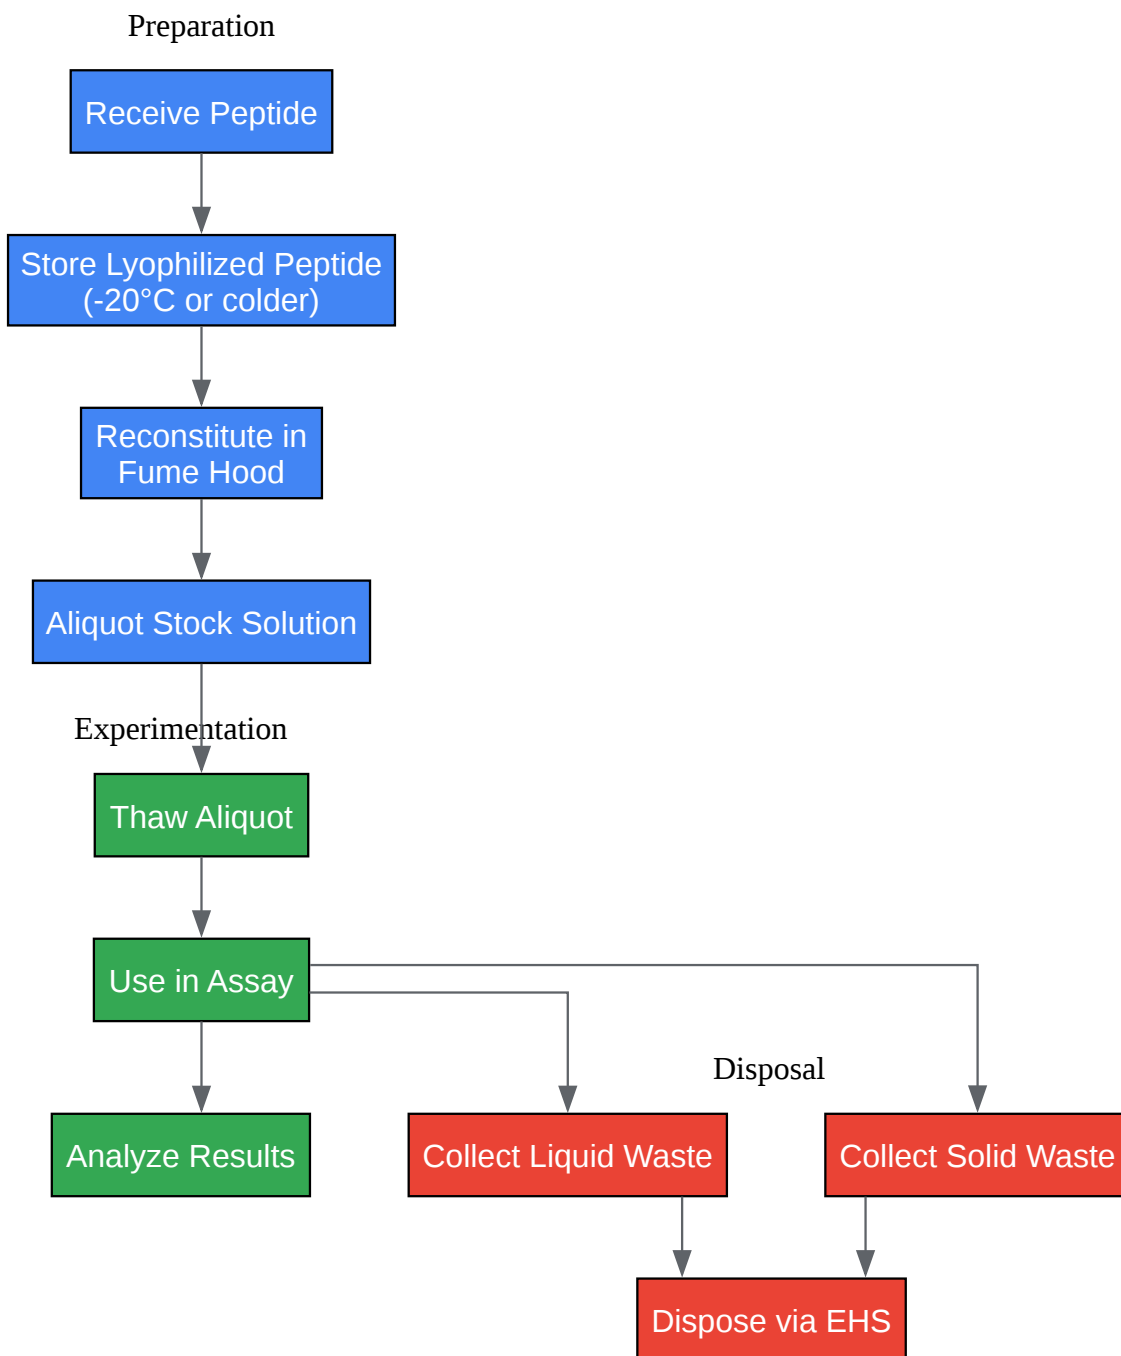 Preparation
Receive Peptide
Store Lyophilized Peptide
(-20°C or colder)
Reconstitute in
Fume Hood
Aliquot Stock Solution
Experimentation
Thaw Aliquot
Use in Assay
Disposal
Analyze Results
Collect Liquid Waste
Collect Solid Waste
Dispose via EHS